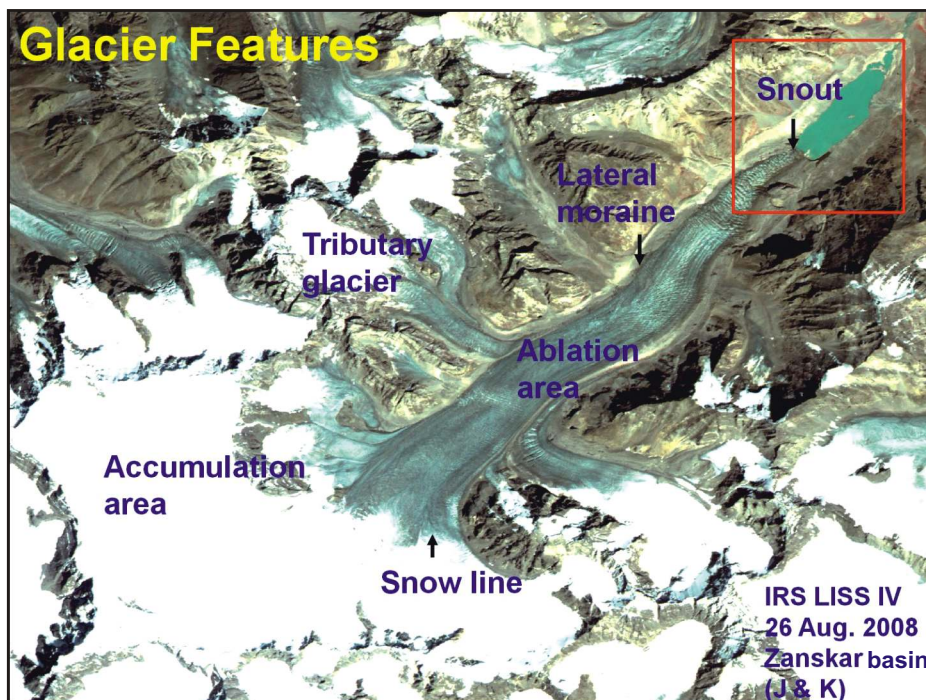 Glacier Features
Snout
Lateral
moraine
Tributary
glacier
Ablation
area
Accumulation
area
Snow line
IRS LISS IV
26 Aug. 2008
Zanskar basin
(J & K)